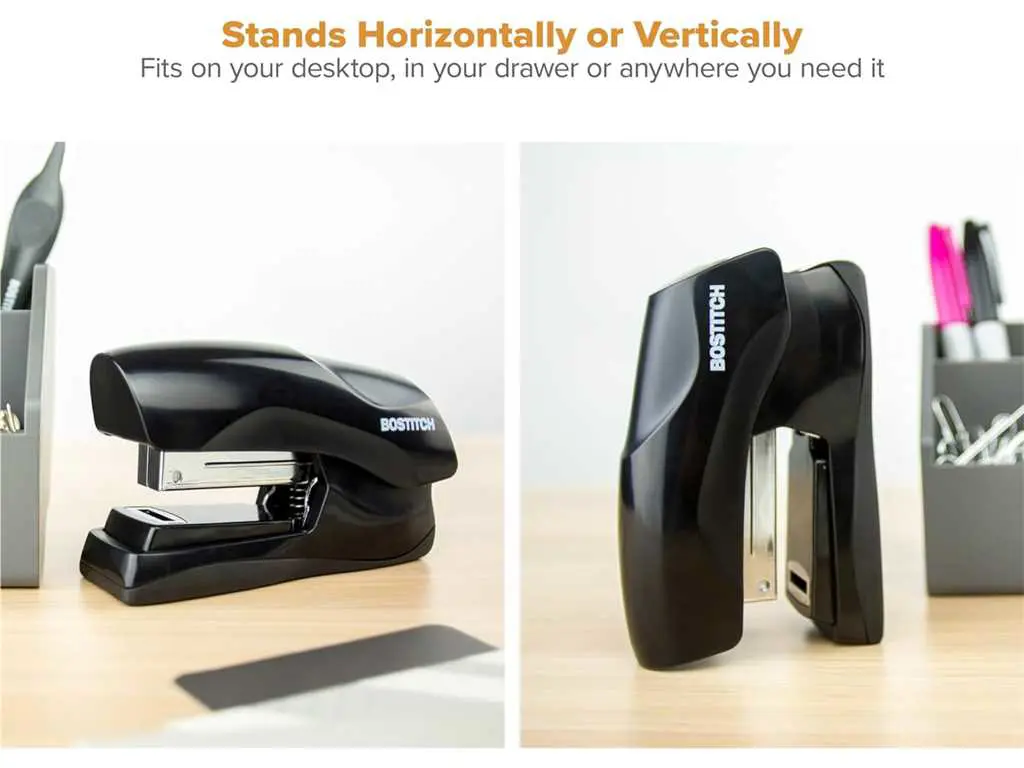 Stands Horizontally or Vertically
Fits on your desktop, in your drawer or anywhere you need it
BOSTITCH
BOSTITCH